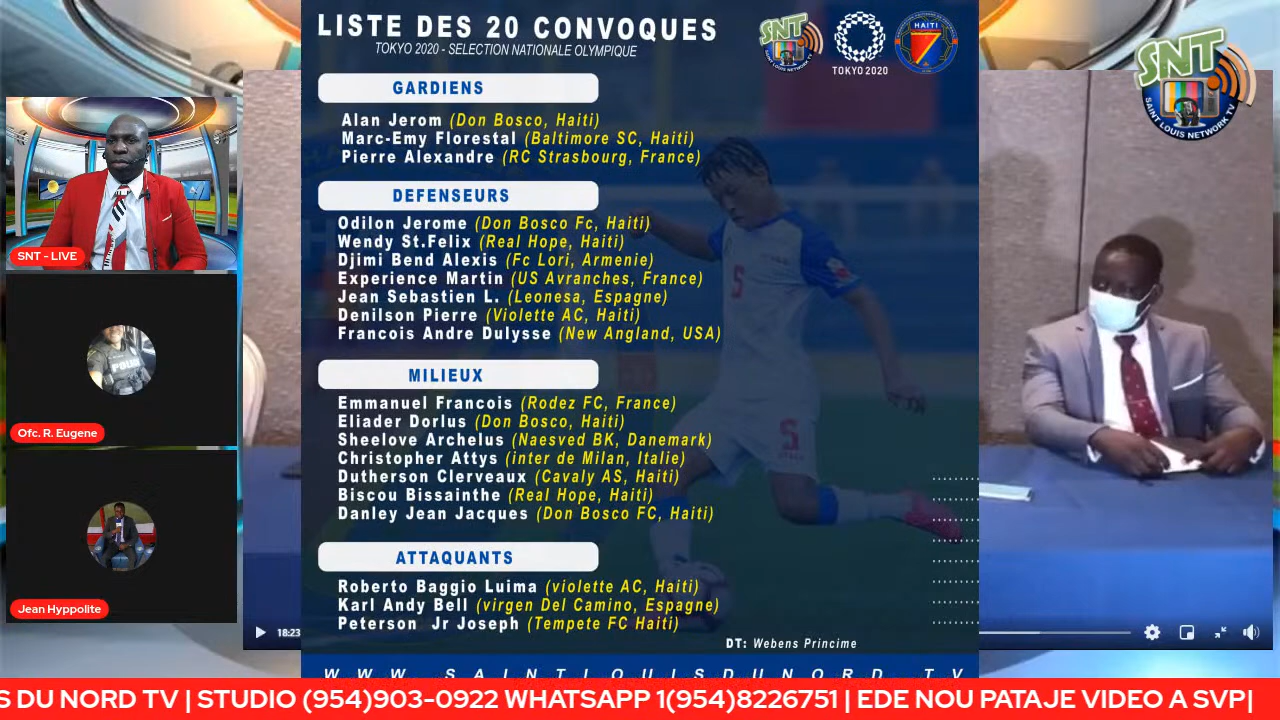 LISTE DES 20 CONVOQUES
TOKYO 2020 - SELECTION NATIONALE OLYMPIQUE
SNT
SAINT LOUIS NETWORK TV
TOKYO 2020
HAITI
GARDIENS
Alan Jerom (Don Bosco, Haiti)
Marc-Emy Florestal (Baltimore SC, Haiti)
Pierre Alexandre (RC Strasbourg, France)
DEFENSEURS
Odilon Jerome (Don Bosco Fc, Haiti)
Wendy St.Felix (Real Hope, Haiti)
Djimi Bend Alexis (Fc Lori, Armenie)
Experience Martin (US Avranches, France)
Jean Sebastien L. (Leonesa, Espagne)
Denilson Pierre (Violette AC, Haiti)
Francois Andre Dulysse (New Angland, USA)
MILIEUX
Emmanuel Francois (Rodez FC, France)
Eliader Dorlus (Don Bosco, Haiti)
Sheelove Archelus (Naesved BK, Danemark)
Christopher Attys (inter de Milan, Italie)
Dutherson Clerveaux (Cavaly AS, Haiti)
Biscou Bissainthe (Real Hope, Haiti)
Danley Jean Jacques (Don Bosco FC, Haiti)
ATTAQUANTS
Roberto Baggio Luima (violette AC, Haiti)
Karl Andy Bell (virgen Del Camino, Espagne)
Peterson Jr Joseph (Tempete FC Haiti)
DT: Webens Princime
WWW.SAINTLOUISDUNORD.TV
SNT
SAINT LOUIS NETWORK TV
SNT - LIVE
POLICE
Ofc. R. Eugene
Jean Hyppolite
18:23
S DU NORD TV | STUDIO (954)903-0922 WHATSAPP 1(954)8226751 | EDE NOU PATAJE VIDEO A SVP|